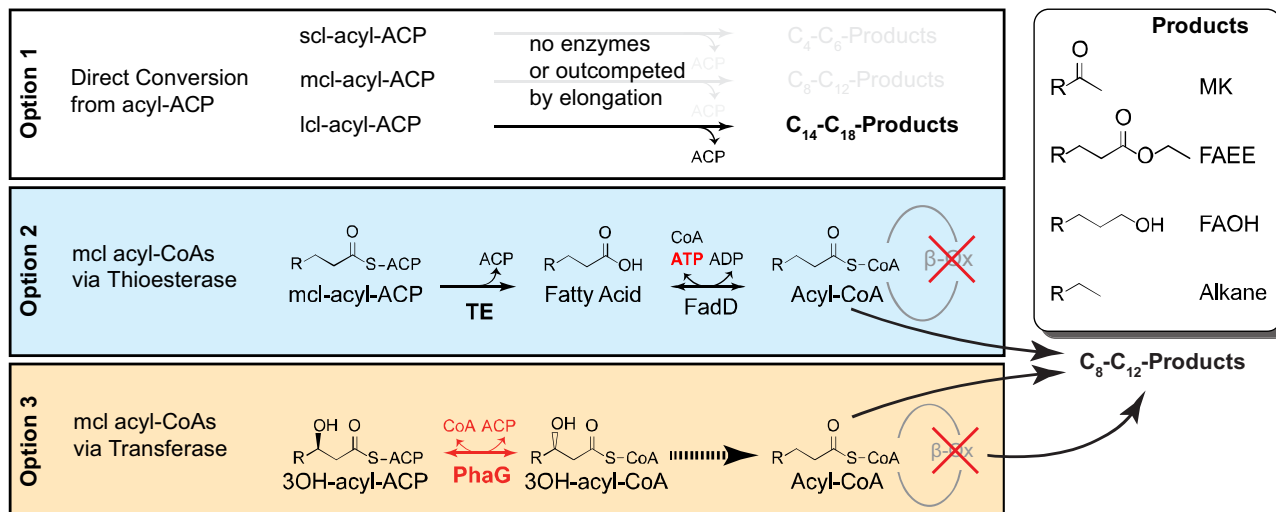 Option 1
Direct Conversion
from acyl-ACP
scl-acyl-ACP
mcl-acyl-ACP
lcl-acyl-ACP
no enzymes
or outcompeted
by elongation
ACP
ACP
ACP
C4-C6-Products
C8-C12-Products
C14-C18-Products
Option 2
mcl acyl-CoAs
via Thioesterase
R
O
S-ACP
mcl-acyl-ACP
ACP
TE
R
O
OH
Fatty Acid
CoA
ATP ADP
FadD
R
O
S-CoA
Acyl-CoA
β-Ox
Option 3
mcl acyl-CoAs
via Transferase
R
OH
O
S-ACP
3OH-acyl-ACP
CoA ACP
PhaG
R
OH
O
S-CoA
3OH-acyl-CoA
R
O
S-CoA
Acyl-CoA
β-Ox
Products
R
O
MK
R
O
O
FAEE
R
OH
FAOH
R
Alkane
C8-C12-Products